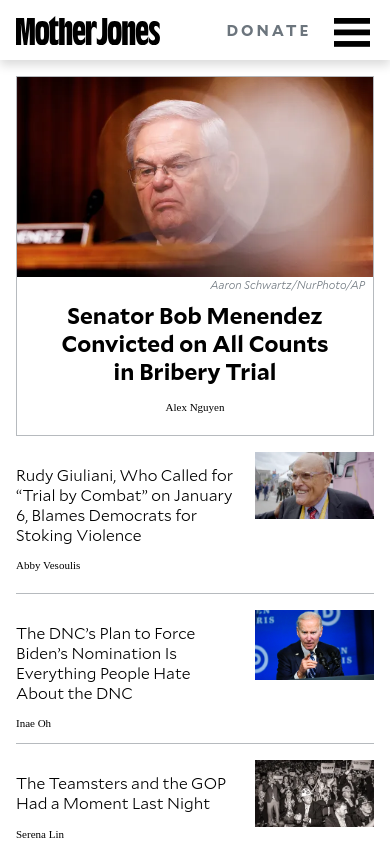 Mother Jones
DONATE
ENDEZ
Aaron Schwartz/NurPhoto/AP
Senator Bob Menendez
Convicted on All Counts
in Bribery Trial
Alex Nguyen
Rudy Giuliani, Who Called for
“Trial by Combat” on January
6, Blames Democrats for
Stoking Violence
Abby Vesoulis
The DNC’s Plan to Force
Biden’s Nomination Is
Everything People Hate
About the DNC
Inae Oh
The Teamsters and the GOP
Had a Moment Last Night
Serena Lin